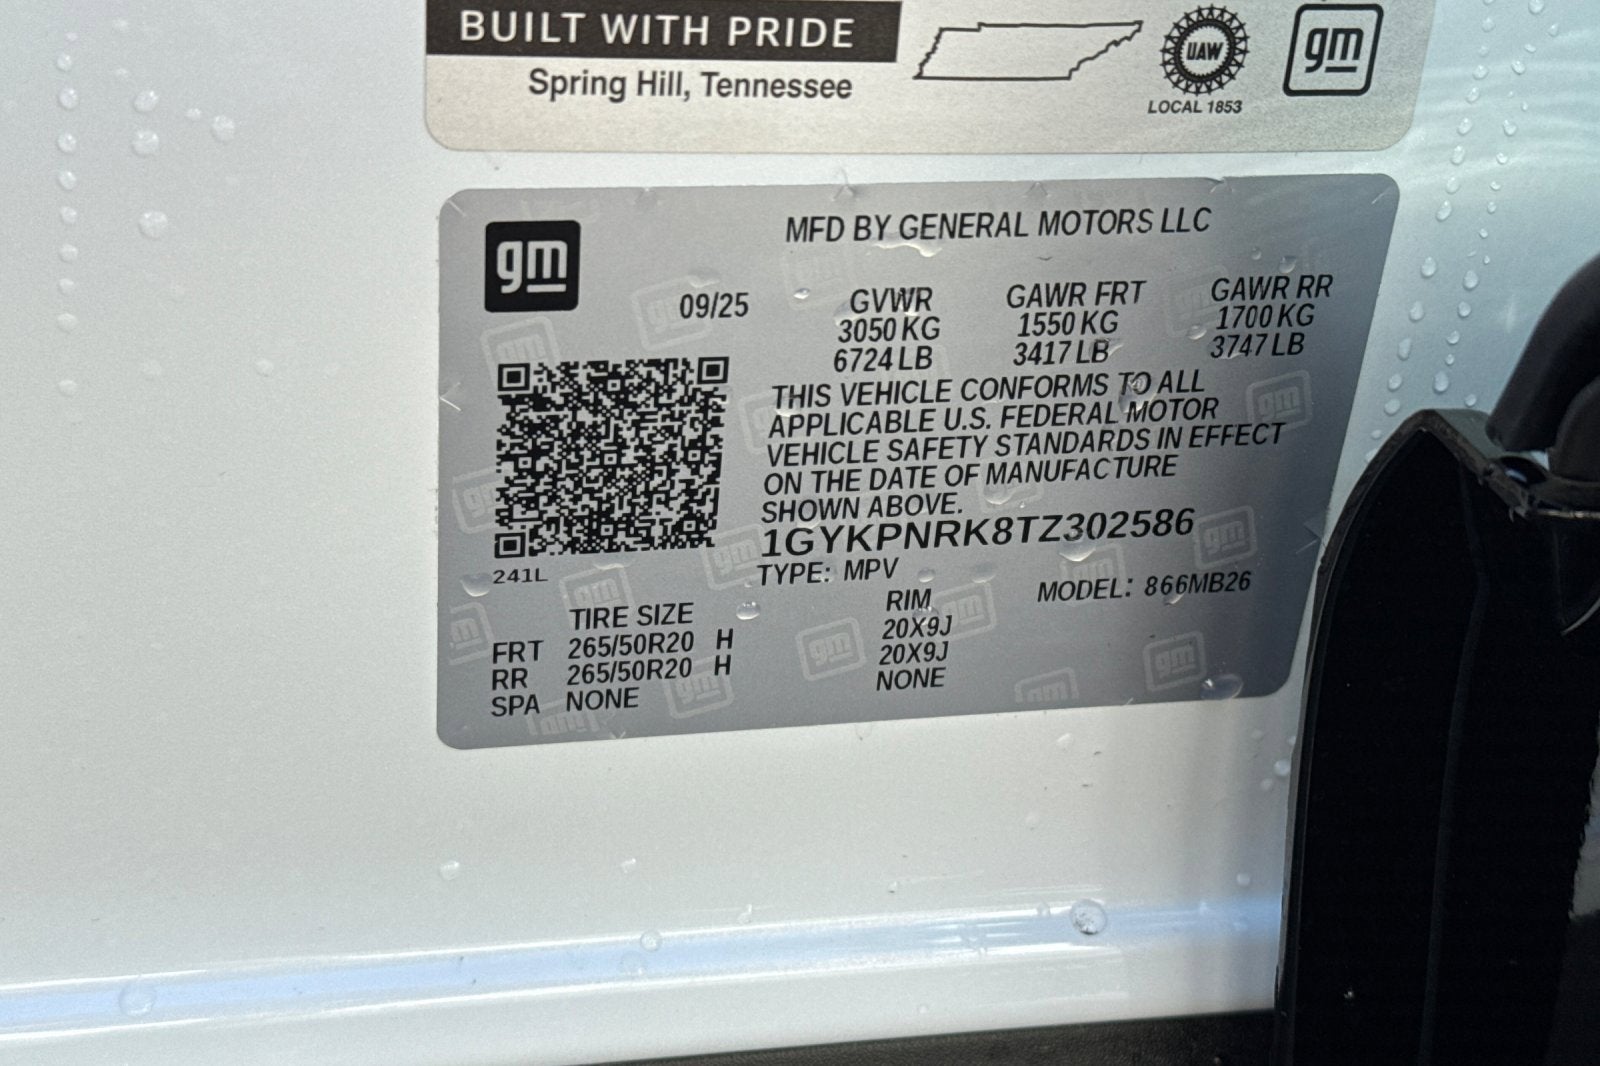 BUILT WITH PRIDE
Spring Hill, Tennessee
UAW
LOCAL 1853
gm
gm
MFD BY GENERAL MOTORS LLC
09/25
GVWR GAWR FRT GAWR RR
3050 KG 1550 KG 1700 KG
6724 LB 3417 LB 3747 LB
THIS VEHICLE CONFORMS TO ALL
APPLICABLE U.S. FEDERAL MOTOR
VEHICLE SAFETY STANDARDS IN EFFECT
ON THE DATE OF MANUFACTURE
SHOWN ABOVE.
1GYKPNRK8TZ302586
241L
TYPE: MPV MODEL: 866MB26
TIRE SIZE RIM
FRT 265/50R20 H 20X9J
RR 265/50R20 H 20X9J
SPA NONE NONE